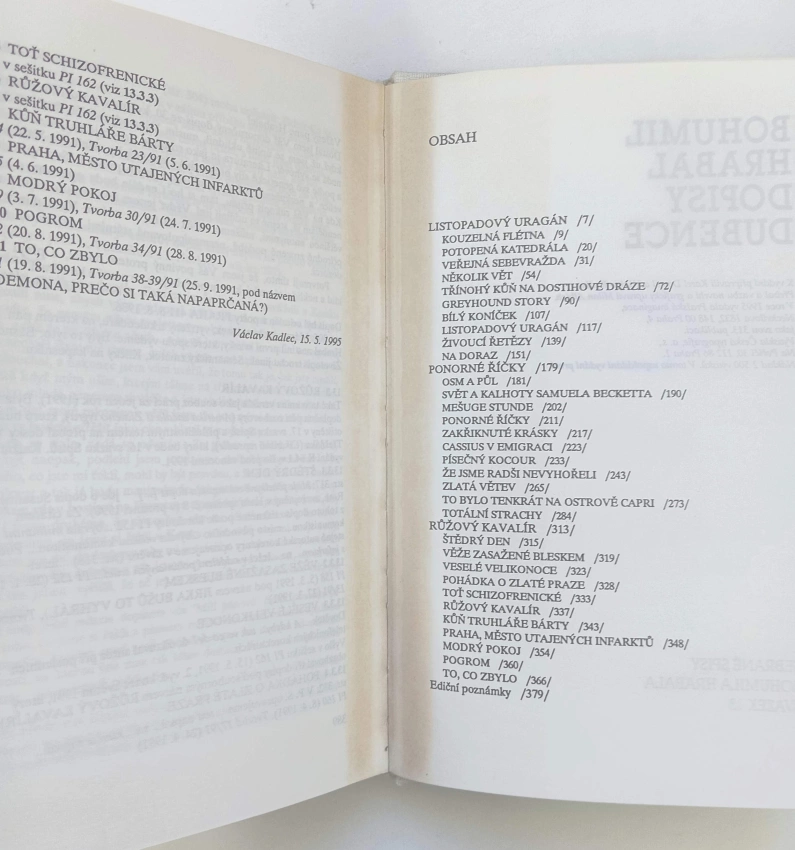 TOŤ SCHIZOFRENICKÉ
v sešitku PI 162 (viz 13.3.3)
RŮŽOVÝ KAVALÍR
v sešitku PI 162 (viz 13.3.3)
KŮŇ TRUHLÁŘE BÁRTY
(22. 5. 1991), Tvorba 23/91 (5. 6. 1991)
PRAHA, MĚSTO UTAJENÝCH INFARKTŮ
(4. 6. 1991)
MODRÝ POKOJ
(3. 7. 1991), Tvorba 30/91 (24. 7. 1991)
0 POGROM
(20. 8. 1991), Tvorba 34/91 (28. 8. 1991)
1 TO, CO ZBYLO
(19. 8. 1991), Tvorba 38-39/91 (25. 9. 1991, pod názvem
DEMONA, PREČO SI TAKÁ NAPAPRČANÁ?)
Václav Kadlec, 15. 5. 1995
OBSAH
LISTOPADOVÝ URAGÁN /7/
KOUZELNÁ FLÉTNA /9/
POTOPENÁ KATEDRÁLA /20/
VEŘEJNÁ SEBEVRAŽDA /31/
NĚKOLIK VĚT /54/
TŘÍNOHÝ KŮŇ NA DOSTIHOVÉ DRÁZE /72/
GREYHOUND STORY /90/
BÍLÝ KONÍČEK /107/
LISTOPADOVÝ URAGÁN /117/
ŽIVOUCÍ ŘETĚZY /139/
NA DORAZ /151/
PONORNÉ ŘÍČKY /179/
OSM A PŮL /181/
SVĚT A KALHOTY SAMUELA BECKETTA /190/
MEŠUGE STUNDE /202/
PONORNÉ ŘÍČKY /211/
ZAKŘIKNUTÉ KRÁSKY /217/
CASSIUS V EMIGRACI /223/
PÍSEČNÝ KOCOUR /233/
ŽE JSME RADŠI NEVYHOŘELI /243/
ZLATÁ VĚTEV /265/
TO BYLO TENKRÁT NA OSTROVĚ CAPRI /273/
TOTÁLNÍ STRACHY /284/
RŮŽOVÝ KAVALÍR /313/
ŠTĚDRÝ DEN /315/
VĚŽE ZASAŽENÉ BLESKEM /319/
VESELÉ VELIKONOCE /323/
POHÁDKA O ZLATÉ PRAZE /328/
TOŤ SCHIZOFRENICKÉ /333/
RŮŽOVÝ KAVALÍR /337/
KŮŇ TRUHLÁŘE BÁRTY /343/
PRAHA, MĚSTO UTAJENÝCH INFARKTŮ /348/
MODRÝ POKOJ /354/
POGROM /360/
TO, CO ZBYLO /366/
Ediční poznámky /379/
BOHUMIL
HRABAL
DOPISY
DUBENCE